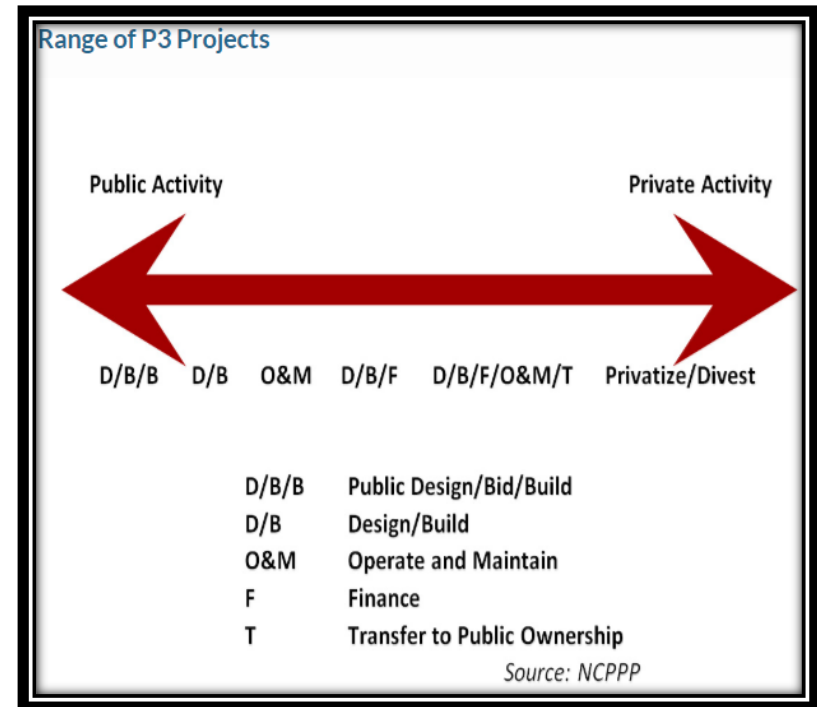 Range of P3 Projects
Public Activity Private Activity
D/B/B D/B O&M D/B/F D/B/F/O&M/T Privatize/Divest
D/B/B Public Design/Bid/Build
D/B Design/Build
O&M Operate and Maintain
F Finance
T Transfer to Public Ownership
Source: NCPPP